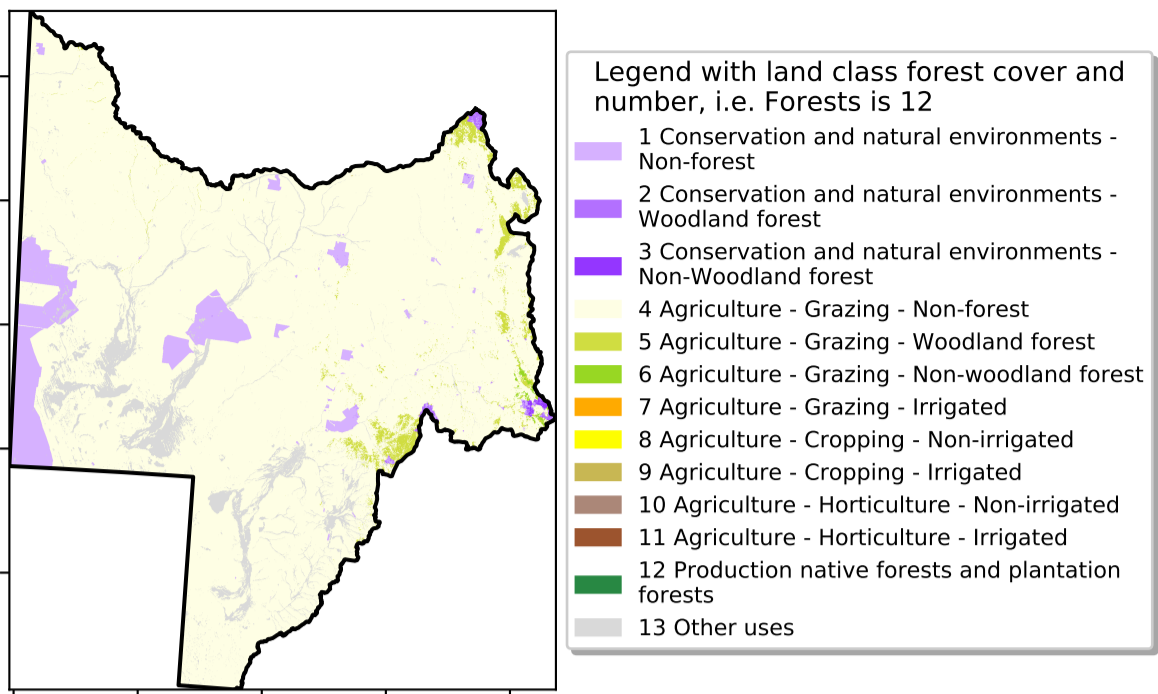 Legend with land class forest cover and
number, i.e. Forests is 12
1 Conservation and natural environments -
Non-forest
2 Conservation and natural environments -
Woodland forest
3 Conservation and natural environments -
Non-Woodland forest
4 Agriculture - Grazing - Non-forest
5 Agriculture - Grazing - Woodland forest
6 Agriculture - Grazing - Non-woodland forest
7 Agriculture - Grazing - Irrigated
8 Agriculture - Cropping - Non-irrigated
9 Agriculture - Cropping - Irrigated
10 Agriculture - Horticulture - Non-irrigated
11 Agriculture - Horticulture - Irrigated
12 Production native forests and plantation
forests
13 Other uses